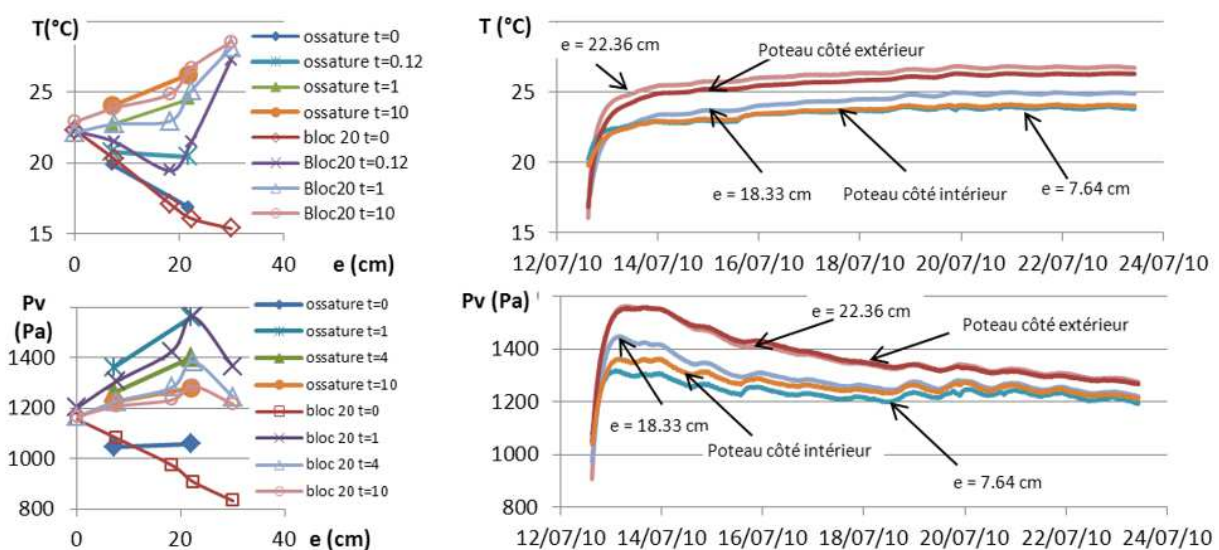 T(°C)
25
20
15
0
20
40
e (cm)
ossature t=0
ossature t=0.12
ossature t=1
ossature t=10
bloc 20 t=0
Bloc20 t=0.12
Bloc20 t=1
Bloc20 t=10
T (°C)
e = 22.36 cm
Poteau côté extérieur
25
20
15
e = 18.33 cm
Poteau côté intérieur
e = 7.64 cm
12/07/10 14/07/10 16/07/10 18/07/10 20/07/10 22/07/10 24/07/10
Pv
(Pa)
1400
1200
1000
800
0
20
40
e (cm)
ossature t=0
ossature t=1
ossature t=4
ossature t=10
bloc 20 t=0
bloc 20 t=1
bloc 20 t=4
bloc 20 t=10
Pv (Pa)
e = 22.36 cm
Poteau côté extérieur
1400
1200
1000
800
e = 18.33 cm
Poteau côté intérieur
e = 7.64 cm
12/07/10 14/07/10 16/07/10 18/07/10 20/07/10 22/07/10 24/07/10